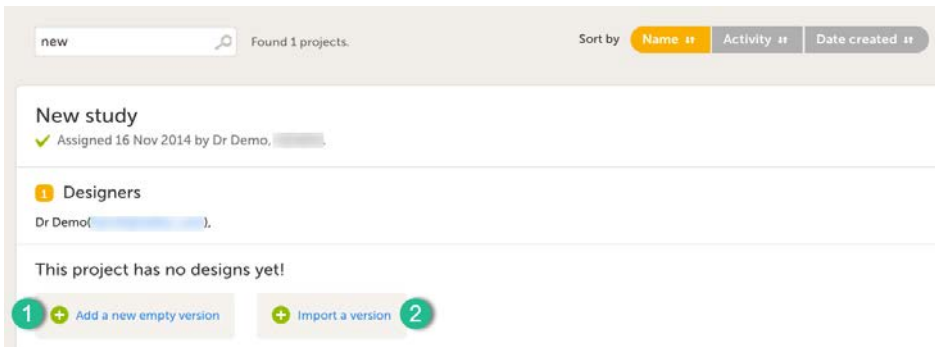 new
Found 1 projects.
Sort by Name Activity Date created
New study
Assigned 16 Nov 2014 by Dr Demo, .
1 Designers
Dr Demo( ),
This project has no designs yet!
1 Add a new empty version Import a version 2